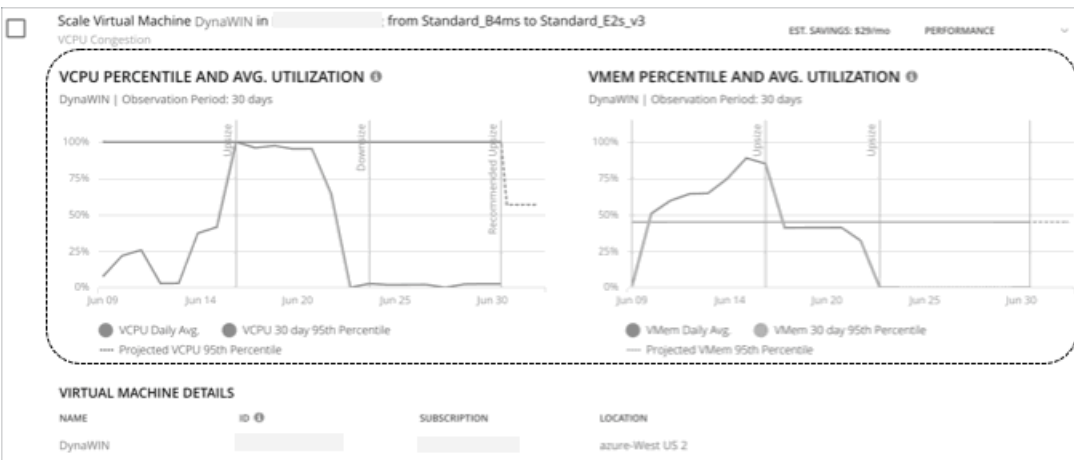 Scale Virtual Machine DynaWIN in from Standard_B4ms to Standard_E2s_v3
VCPU Congestion
EST. SAVINGS: $29/mo
PERFORMANCE
VCPU PERCENTILE AND AVG. UTILIZATION
DynaWIN | Observation Period: 30 days
100%
75%
50%
25%
0%
Upsize
Downsize
Recommended Upsize
Jun 09 Jun 14 Jun 20 Jun 25 Jun 30
VCPU Daily Avg. VCPU 30 day 95th Percentile
Projected VCPU 95th Percentile
VMEM PERCENTILE AND AVG. UTILIZATION
DynaWIN | Observation Period: 30 days
100%
75%
50%
25%
0%
Upsize
Upsize
Jun 09 Jun 14 Jun 20 Jun 25 Jun 30
VMem Daily Avg. VMem 30 day 95th Percentile
Projected VMem 95th Percentile
VIRTUAL MACHINE DETAILS
NAME ID SUBSCRIPTION LOCATION
DynaWIN azure-West US 2